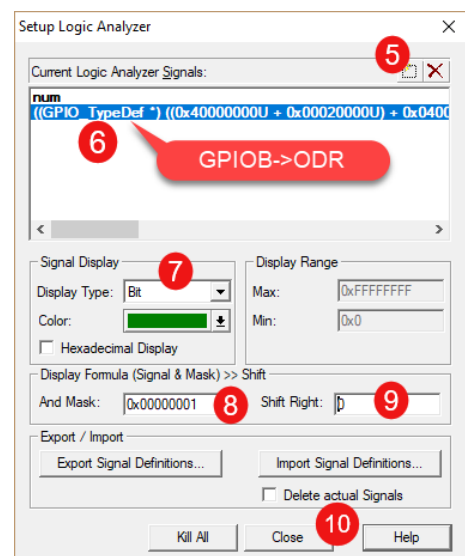 Setup Logic Analyzer
5
Current Logic Analyzer Signals:
num
((GPIO_TypeDef *) ((0x40000000U + 0x00020000U) + 0x0400
6
GPIOB->ODR
Signal Display
7
Display Type: Bit
Color:
Hexadecimal Display
Display Range
Max: 0xFFFFFFFF
Min: 0x0
Display Formula (Signal & Mask) >> Shift
And Mask: 0x00000001 8 Shift Right: 0 9
Export / Import
Export Signal Definitions... Import Signal Definitions...
Delete actual Signals
10
Kill All Close Help